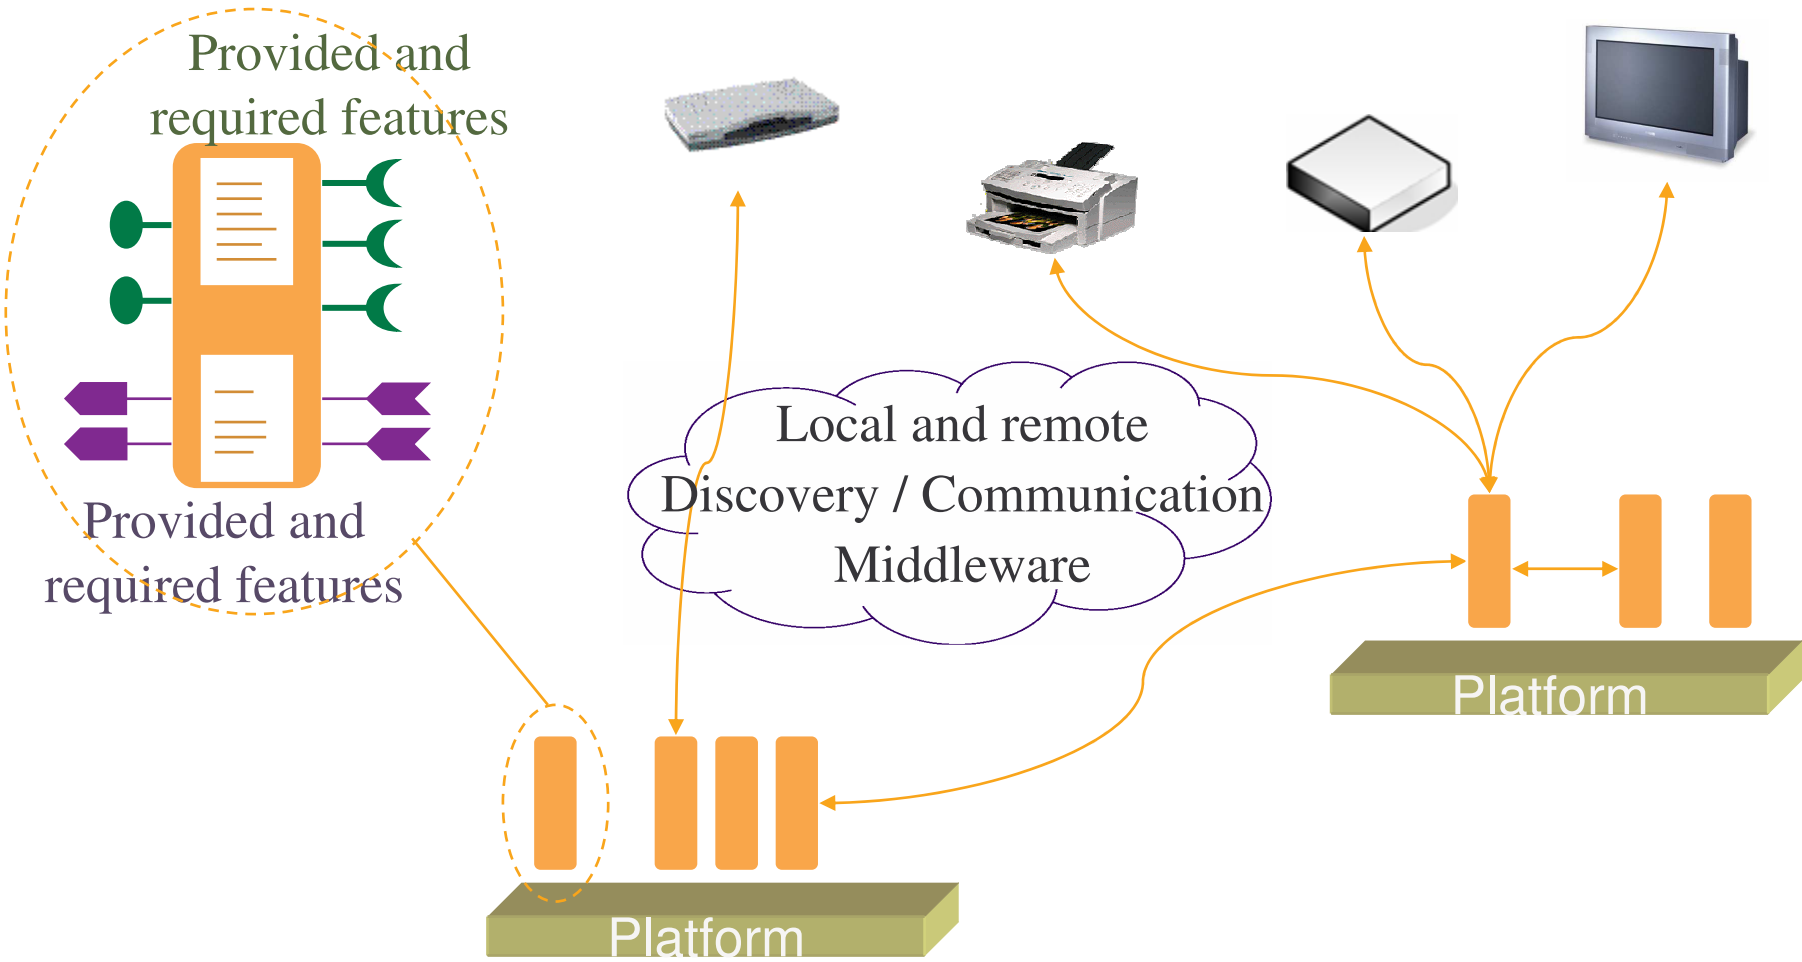 Provided and
required features
Provided and
required features
Local and remote
Discovery / Communication
Middleware
Platform
Platform